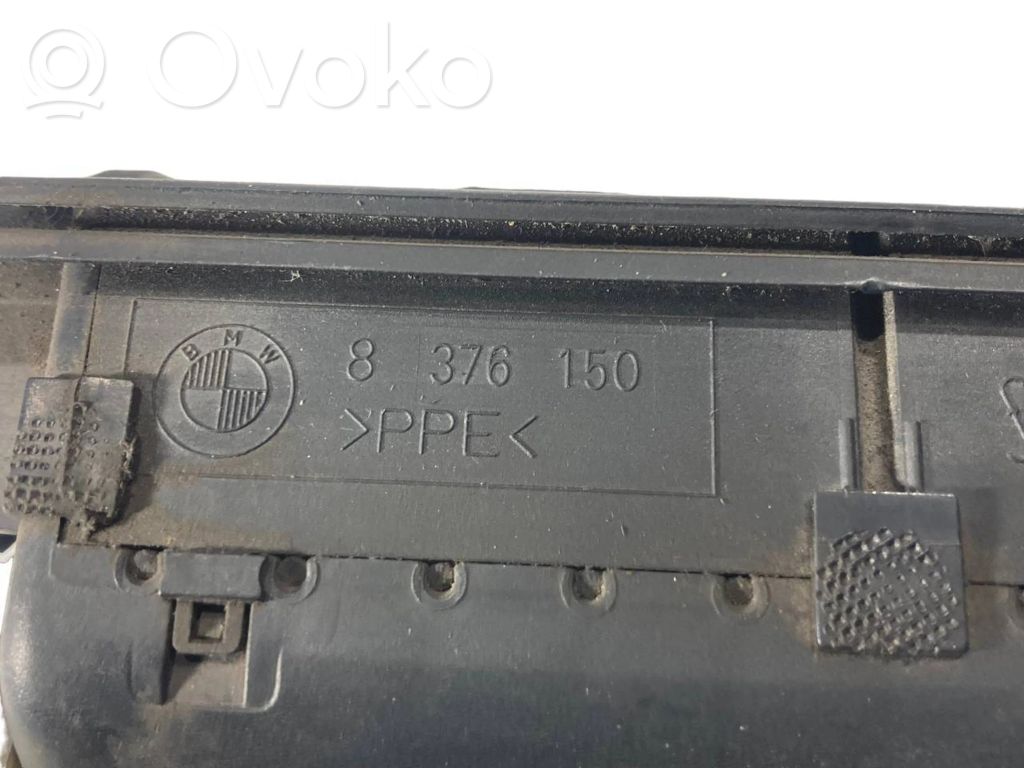 Ovoko
BMW
8 376 150
>PPE<